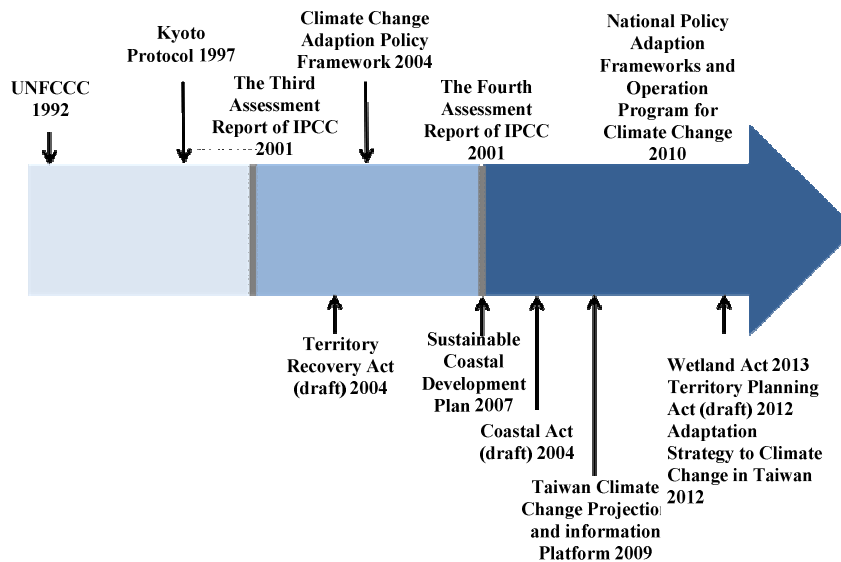 UNFCCC
1992
Kyoto
Protocol 1997
The Third
Assessment
Report of IPCC
2001
Climate Change
Adaption Policy
Framework 2004
The Fourth
Assessment
Report of IPCC
2001
National Policy
Adaption
Frameworks and
Operation
Program for
Climate Change
2010
Territory
Recovery Act
(draft) 2004
Sustainable
Coastal
Development
Plan 2007
Coastal Act
(draft) 2004
Taiwan Climate
Change Projection
and information
Platform 2009
Wetland Act 2013
Territory Planning
Act (draft) 2012
Adaptation
Strategy to Climate
Change in Taiwan
2012